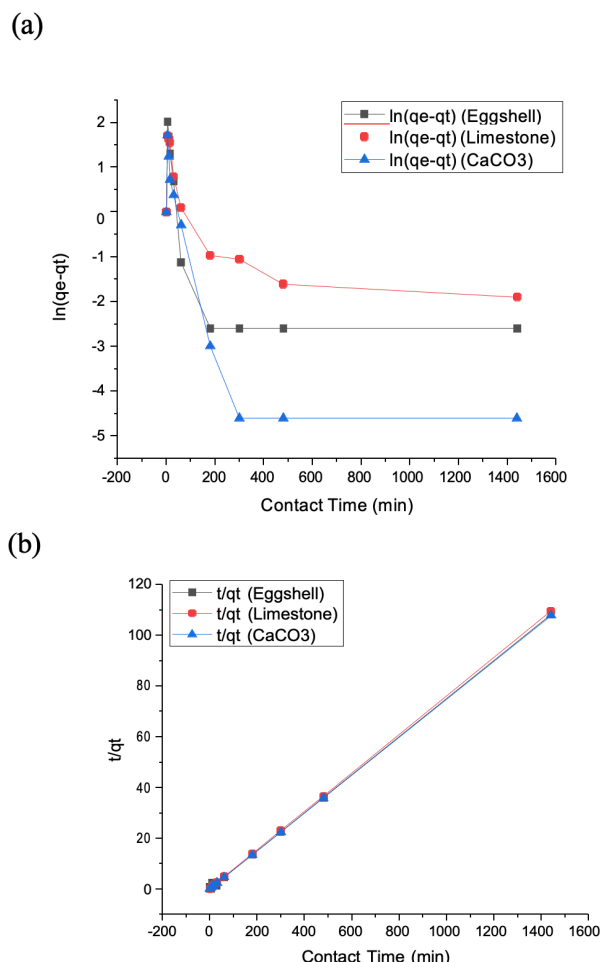 (a)
ln(qe-qt)
2
1
0
-1
-2
-3
-4
-5
ln(qe-qt) (Eggshell)
ln(qe-qt) (Limestone)
ln(qe-qt) (CaCO3)
-200 0 200 400 600 800 1000 1200 1400 1600
Contact Time (min)
(b)
t/qt
120
100
80
60
40
20
0
t/qt (Eggshell)
t/qt (Limestone)
t/qt (CaCO3)
-200 0 200 400 600 800 1000 1200 1400 1600
Contact Time (min)